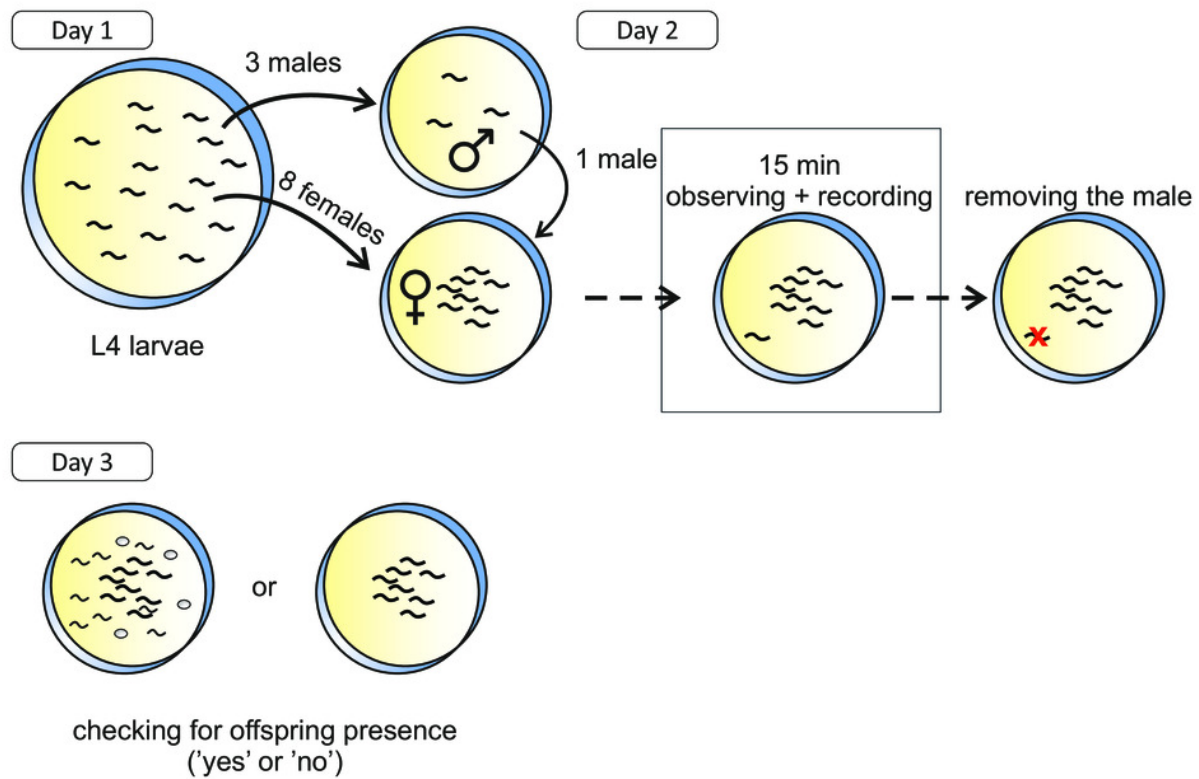 Day 1
3 males
8 females
L4 larvae
Day 2
1 male
15 min
observing + recording
removing the male
x
Day 3
or
checking for offspring presence
('yes' or 'no')